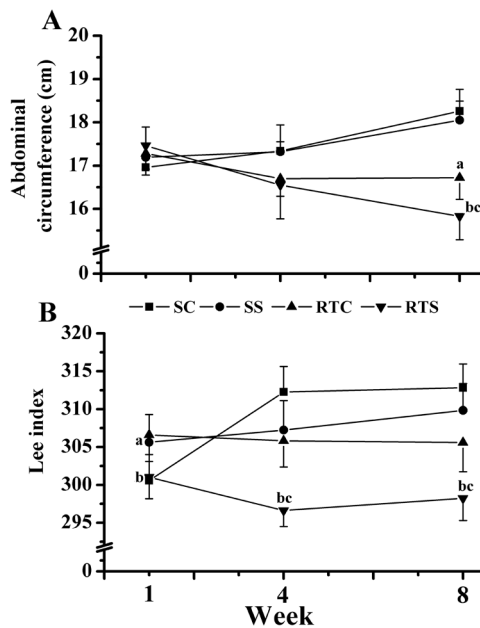 A
Abdominal
circumference (cm)
20
19
18
17
16
0
a
bc
SC SS RTC RTS
B
Lee index
320
315
310
305
300
295
0
a
b
bc
bc
1 4 8
Week